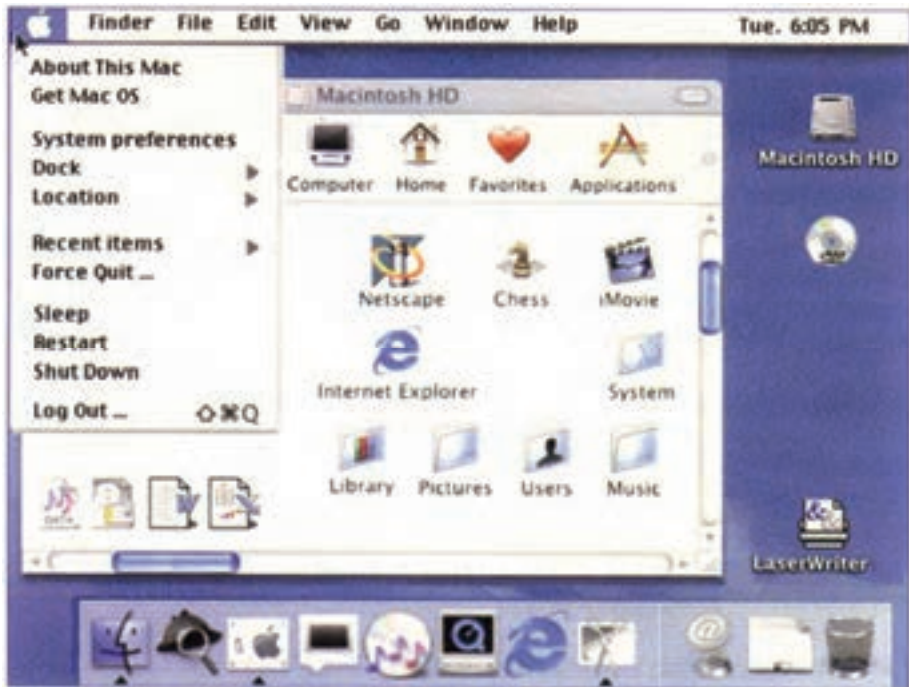 Finder File Edit View Go Window Help Tue. 6:05 PM
About This Mac
Get Mac OS
System preferences
Dock
Location
Recent items
Force Quit ...
Sleep
Restart
Shut Down
Log Out ... ⇧⌘Q
Macintosh HD
Computer Home Favorites Applications
Netscape Chess iMovie
Internet Explorer System
Library Pictures Users Music
Macintosh HD
LaserWriter